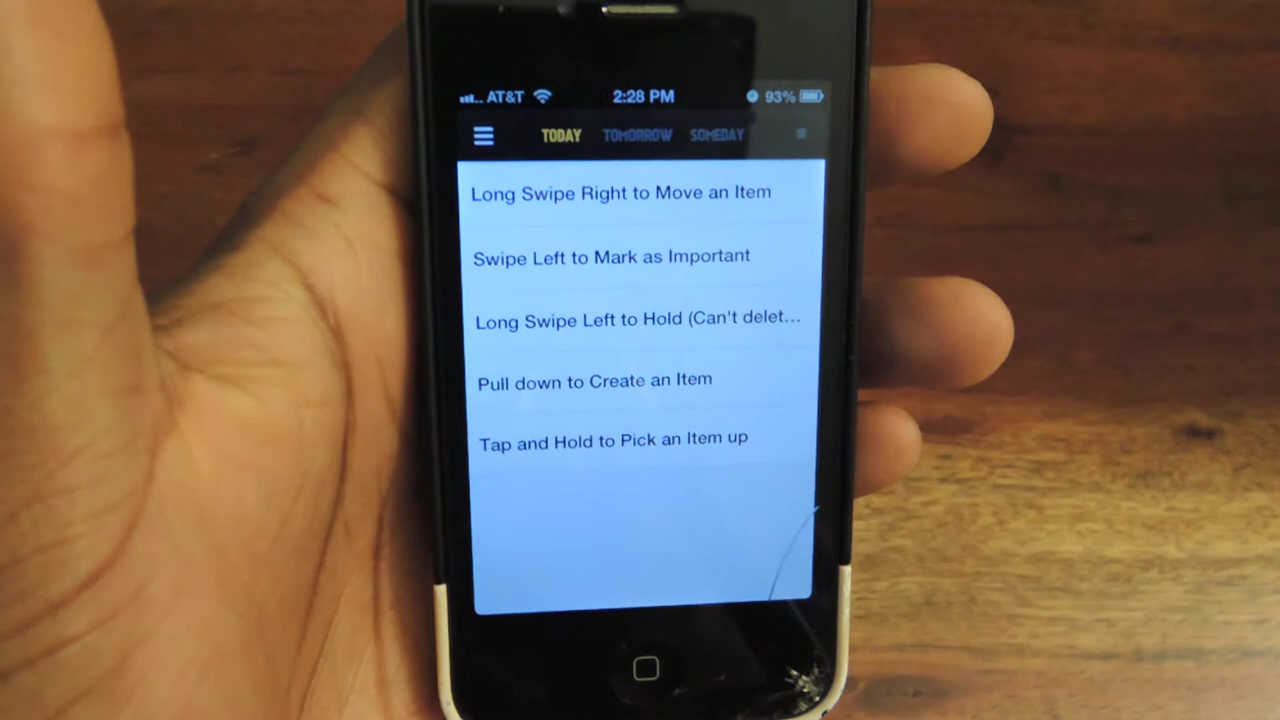 AT&T 2:28 PM 93%
TODAY TOMORROW SOMEDAY
Long Swipe Right to Move an Item
Swipe Left to Mark as Important
Long Swipe Left to Hold (Can't delet...
Pull down to Create an Item
Tap and Hold to Pick an Item up